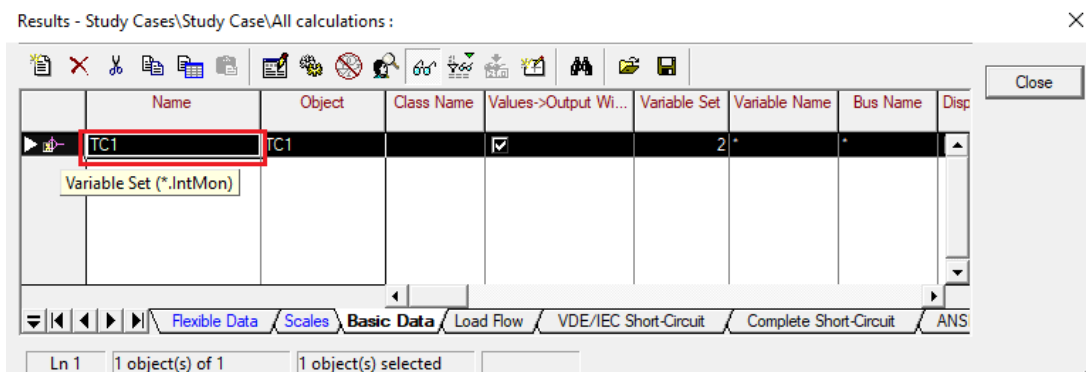 Results - Study Cases\Study Case\All calculations :
Close
Name Object Class Name Values->Output Wi... Variable Set Variable Name Bus Name Disp
TC1 TC1 2 * *
Variable Set (*.IntMon)
Flexible Data Scales Basic Data Load Flow VDE/IEC Short-Circuit Complete Short-Circuit ANSI
Ln 1 1 object(s) of 1 1 object(s) selected